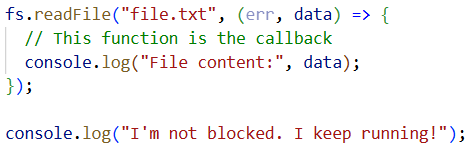 fs.readFile("file.txt", (err, data) => {
  // This function is the callback
  console.log("File content:", data);
});
console.log("I'm not blocked. I keep running!");